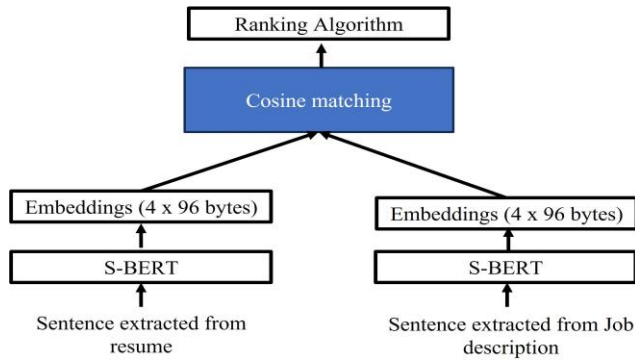 Ranking Algorithm
Cosine matching
Embeddings (4 x 96 bytes)
Embeddings (4 x 96 bytes)
S-BERT
S-BERT
Sentence extracted from
resume
Sentence extracted from Job
description